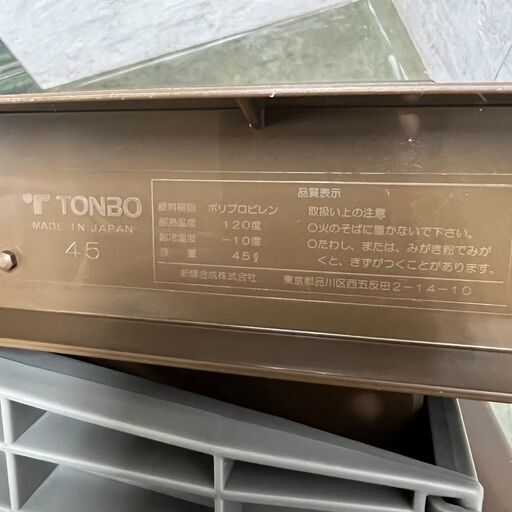 TONBO
MADE IN JAPAN
45
品質表示
原料樹脂 ポリプロピレン
耐熱温度 120度
耐冷温度 -10度
容量 45ℓ
取扱い上の注意
○火のそばに置かないで下さい。
○たわし、または、みがき粉でみが
くと、きずがつくことがあります。
新輝合成株式会社
東京都品川区西五反田2-14-10